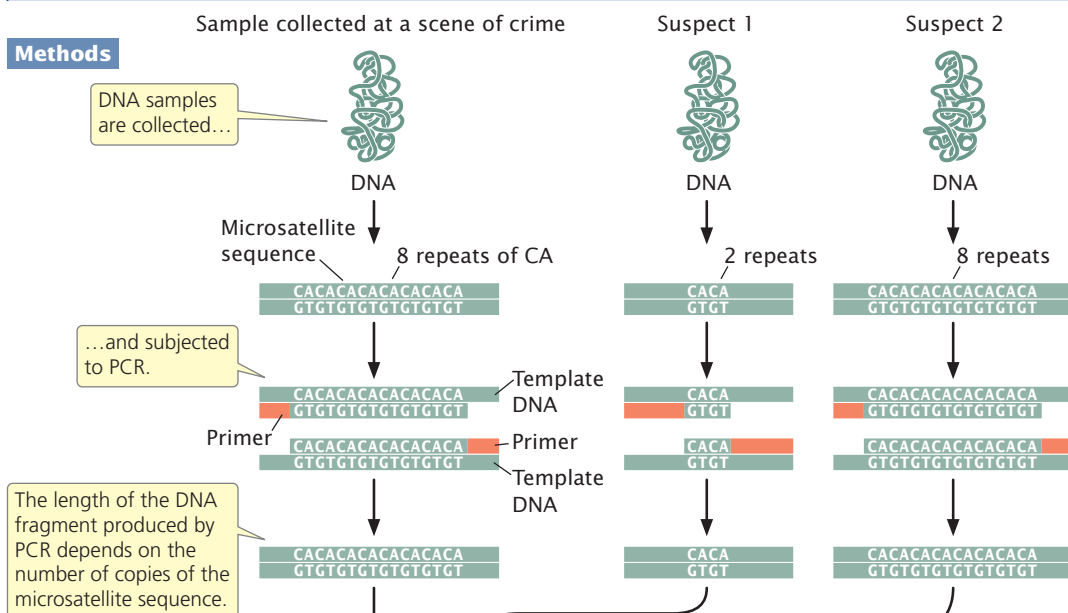 Sample collected at a scene of crime
Suspect 1
Suspect 2
Methods
DNA samples
are collected…
DNA
DNA
DNA
Microsatellite
sequence
8 repeats of CA
2 repeats
8 repeats
CACACACACACACACA
GTGTGTGTGTGTGTGT
CACA
GTGT
CACACACACACACACA
GTGTGTGTGTGTGTGT
…and subjected
to PCR.
CACACACACACACACA
GTGTGTGTGTGTGTGT
Template
DNA
CACA
GTGT
CACACACACACACACA
GTGTGTGTGTGTGTGT
Primer
CACACACACACACACA
GTGTGTGTGTGTGTGT
Primer
Template
DNA
CACA
GTGT
CACACACACACACACA
GTGTGTGTGTGTGTGT
The length of the DNA
fragment produced by
PCR depends on the
number of copies of the
microsatellite sequence.
CACACACACACACACA
GTGTGTGTGTGTGTGT
CACA
GTGT
CACACACACACACACA
GTGTGTGTGTGTGTGT